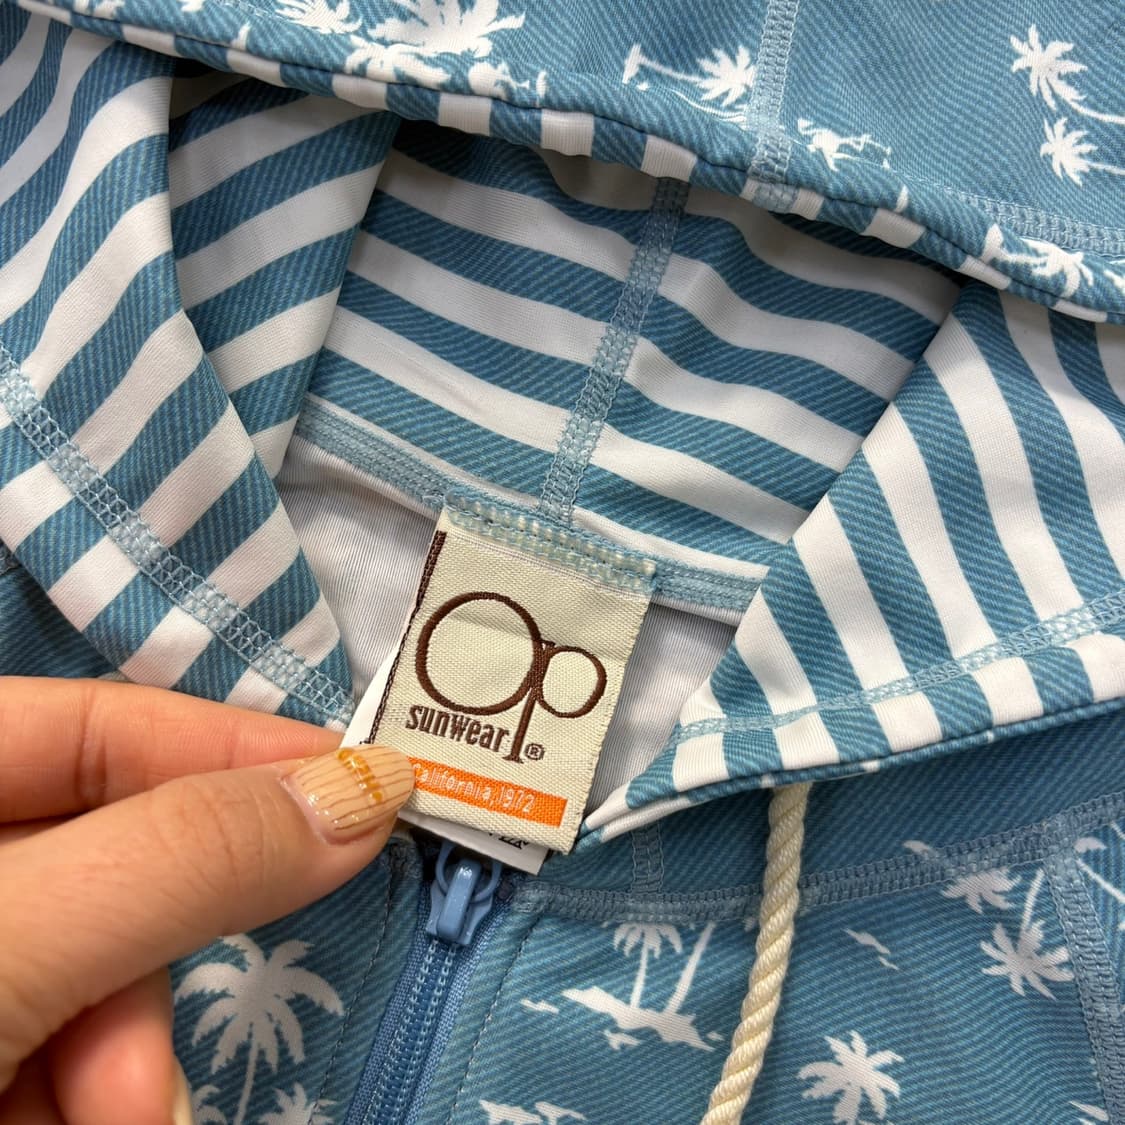 Op
sunwear®
California, 1972